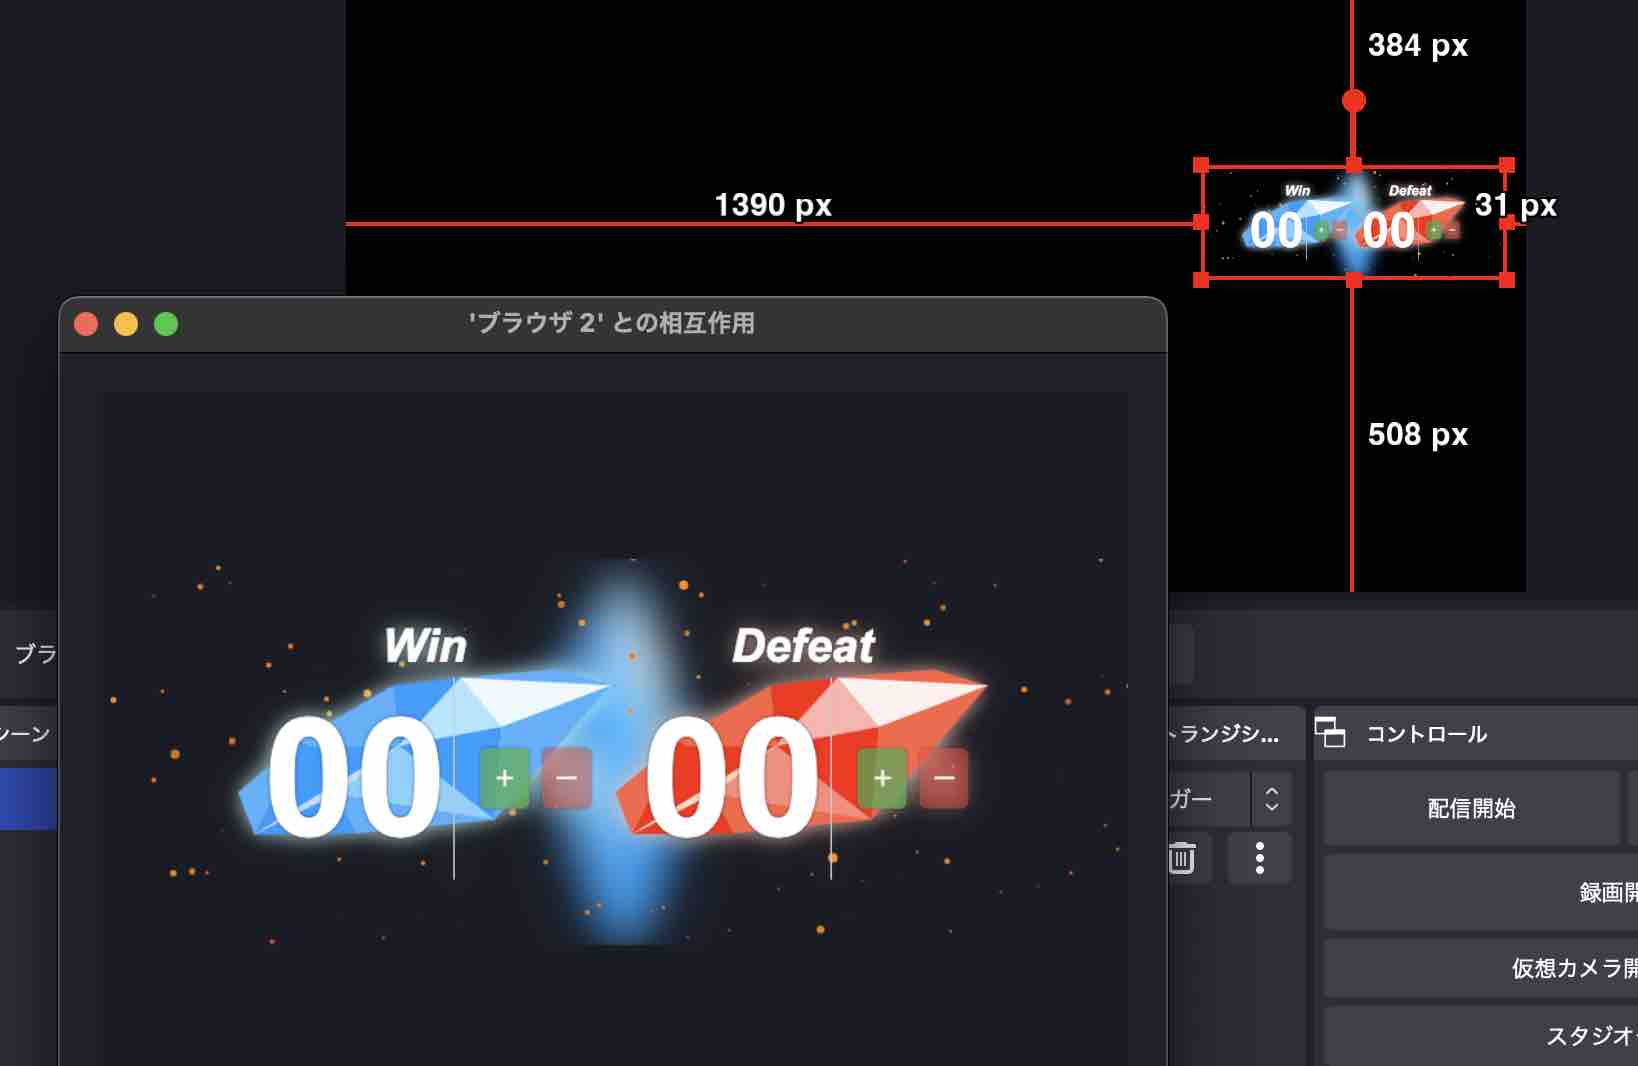 384 px
1390 px
Win
Defeat
31 px
00
+
−
00
+
−
'ブラウザ 2' との相互作用
508 px
Win
Defeat
ブラ
00
+
−
00
+
−
シーン
トランジシ...
コントロール
ガー
配信開始
録画開
仮想カメラ開
スタジオ